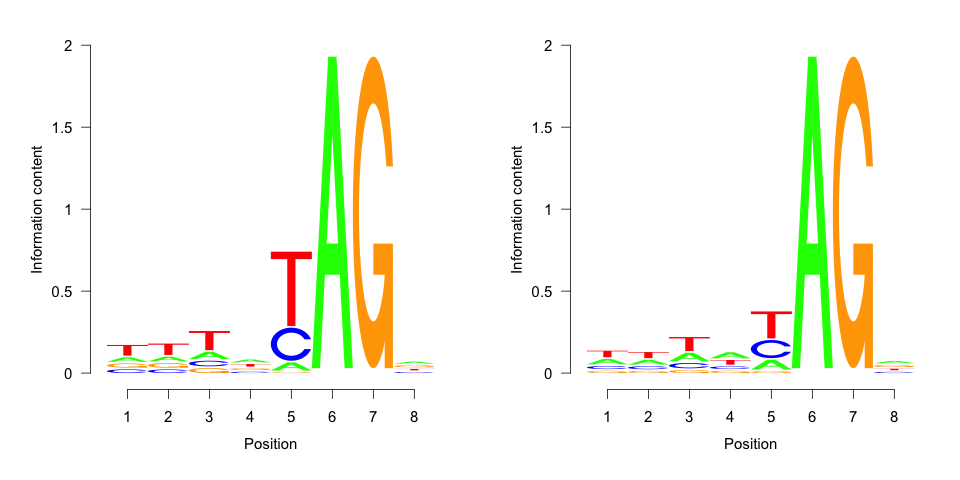 Information content
2
1.5
1
0.5
0
T T T T T A G
A A A C
1 2 3 4 5 6 7 8
Position
Information content
2
1.5
1
0.5
0
T T T A T A G
A A A T C
1 2 3 4 5 6 7 8
Position